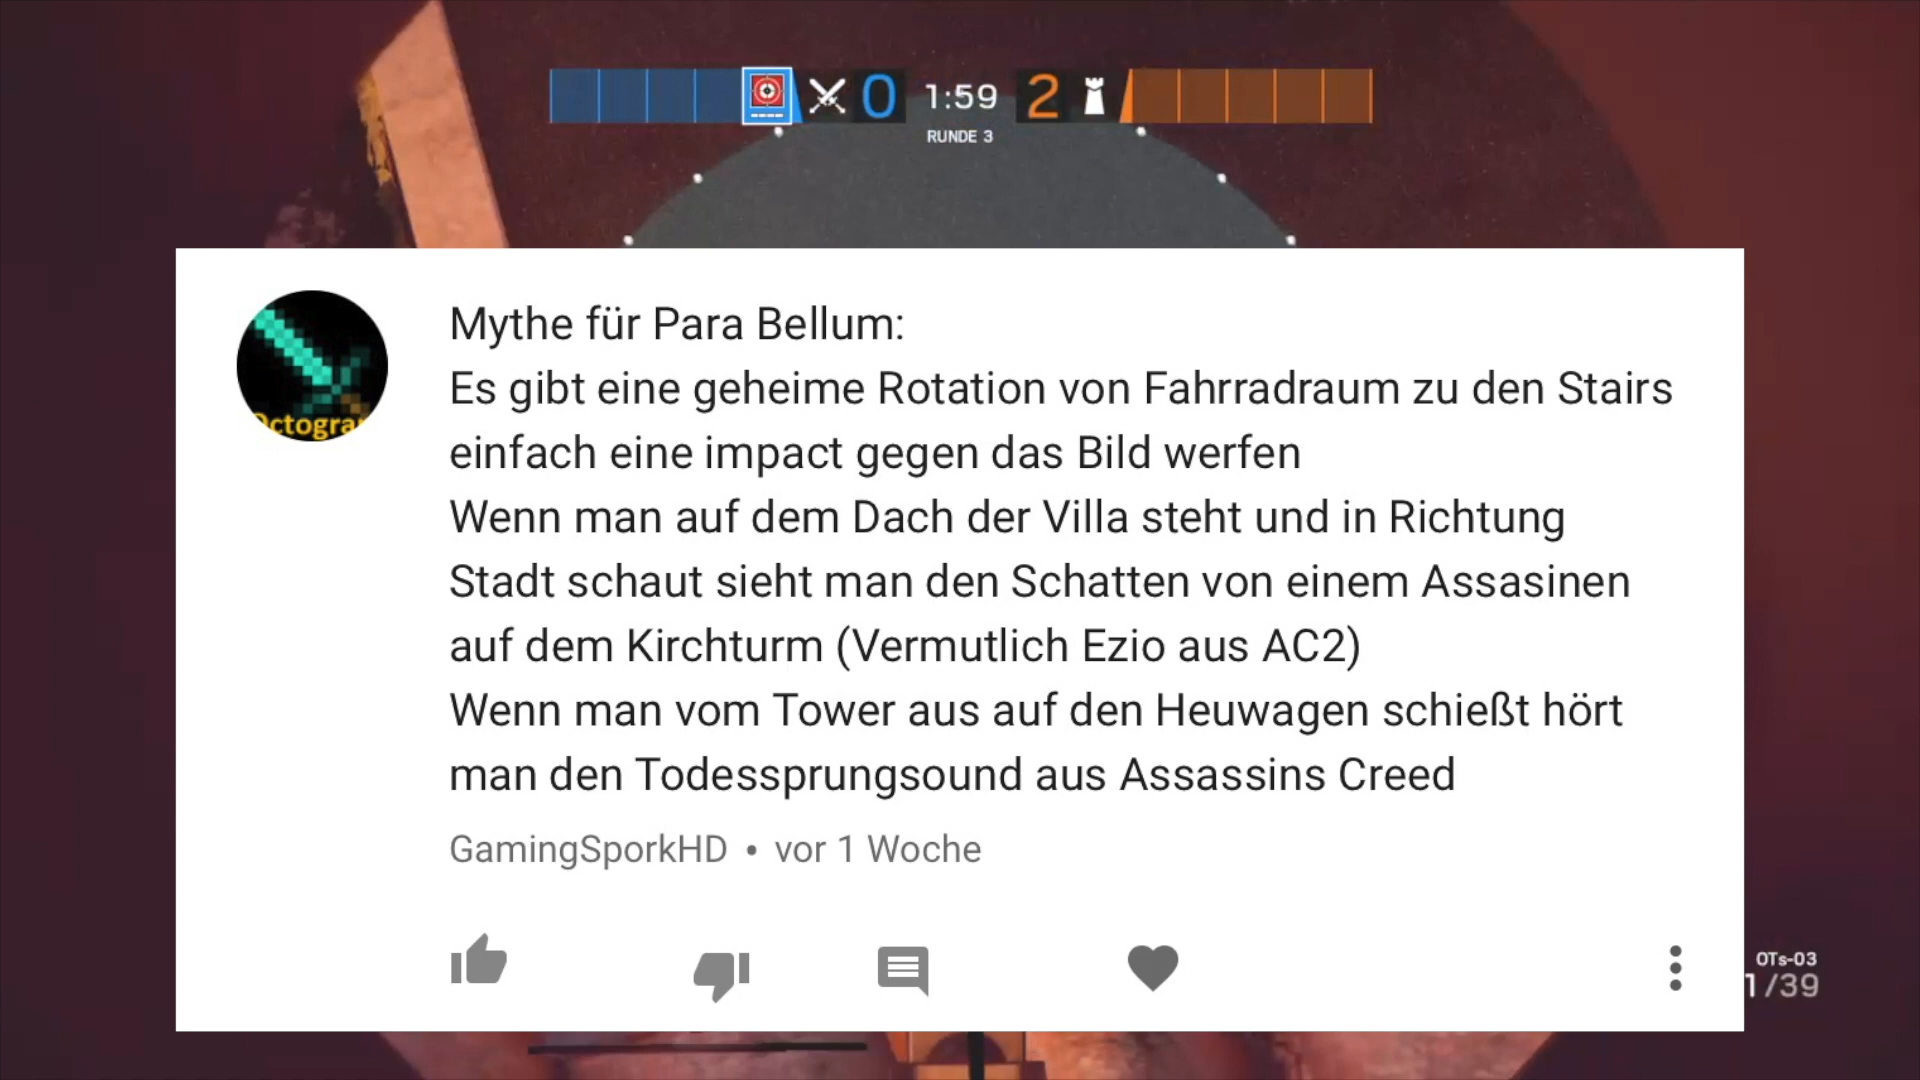 0 1:59 2
RUNDE 3
Mythe für Para Bellum:
Es gibt eine geheime Rotation von Fahrradraum zu den Stairs
einfach eine impact gegen das Bild werfen
Wenn man auf dem Dach der Villa steht und in Richtung
Stadt schaut sieht man den Schatten von einem Assasinen
auf dem Kirchturm (Vermutlich Ezio aus AC2)
Wenn man vom Tower aus auf den Heuwagen schießt hört
man den Todessprungsound aus Assassins Creed
GamingSporkHD • vor 1 Woche
OTs-03
1/39